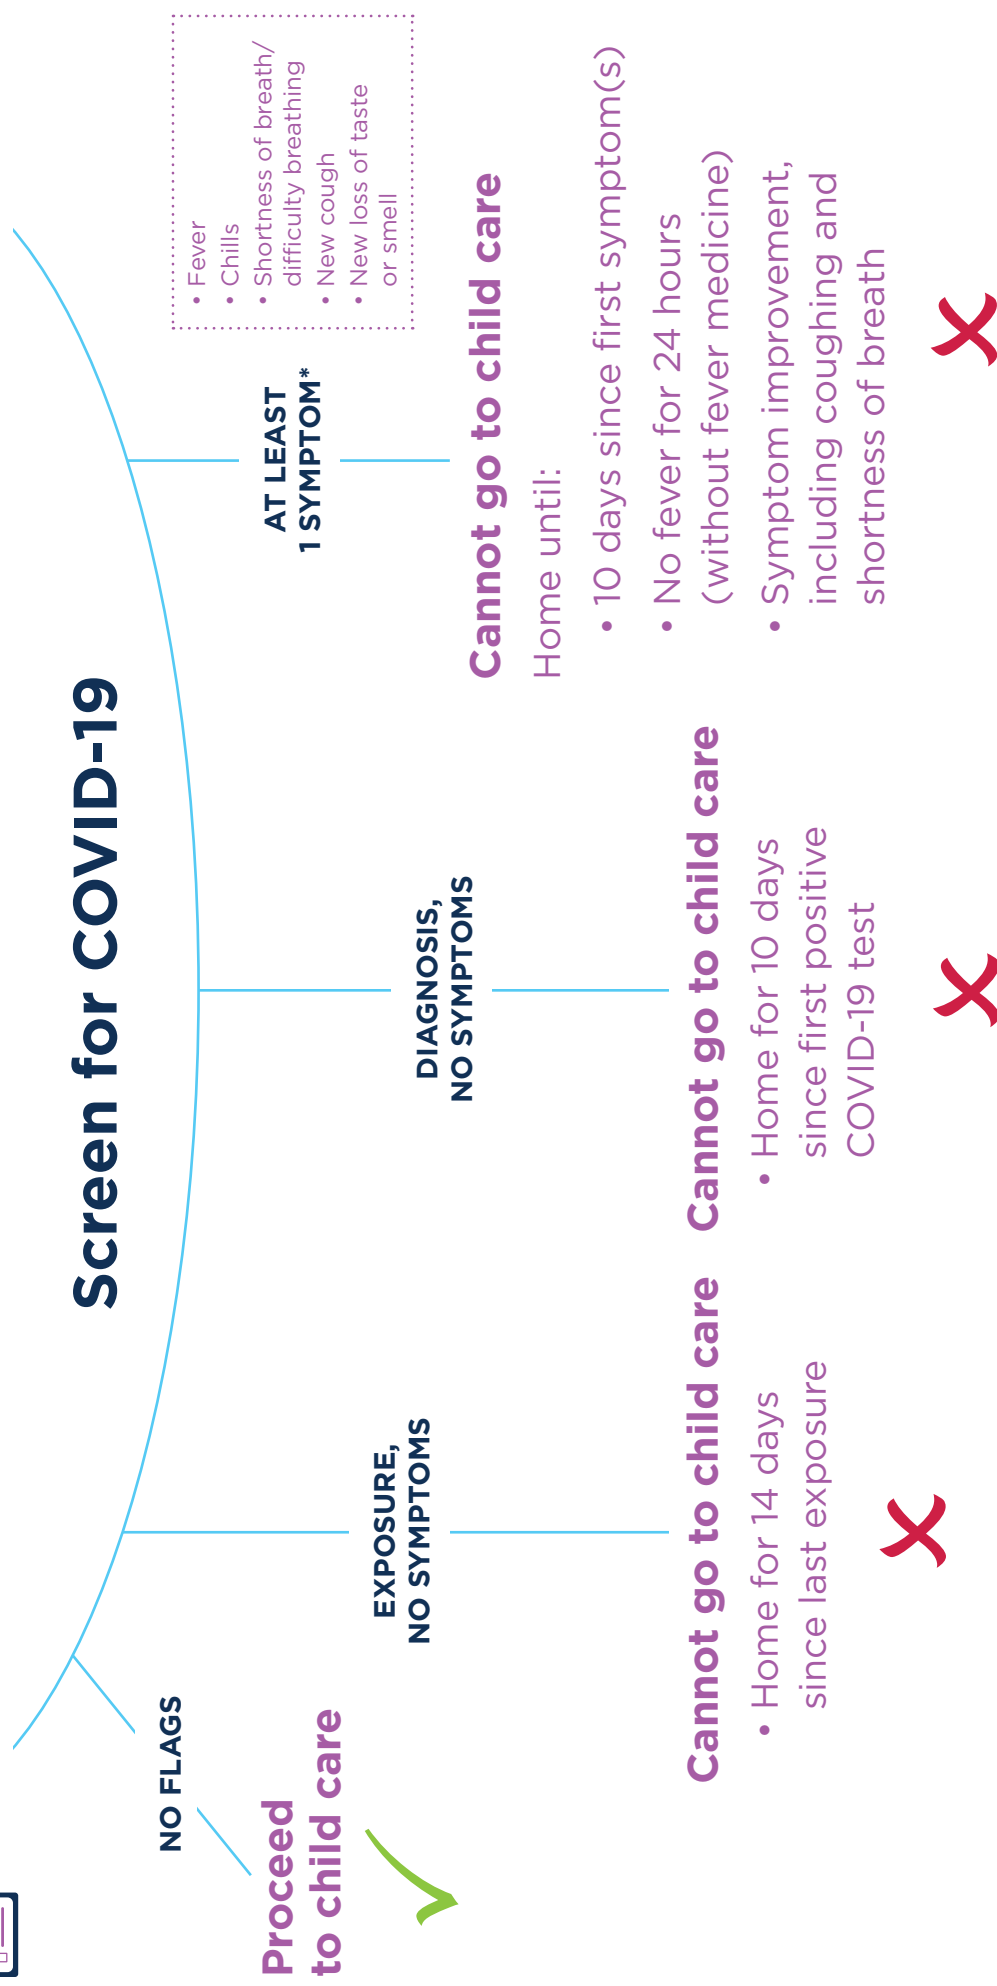 Screen for COVID-19
NO FLAGS
Proceed
to child care
EXPOSURE,
NO SYMPTOMS
Cannot go to child care
• Home for 14 days
since last exposure
DIAGNOSIS,
NO SYMPTOMS
Cannot go to child care
• Home for 10 days
since first positive
COVID-19 test
AT LEAST
1 SYMPTOM*
• Fever
• Chills
• Shortness of breath/
difficulty breathing
• New cough
• New loss of taste
or smell
Cannot go to child care
Home until:
• 10 days since first symptom(s)
• No fever for 24 hours
(without fever medicine)
• Symptom improvement,
including coughing and
shortness of breath